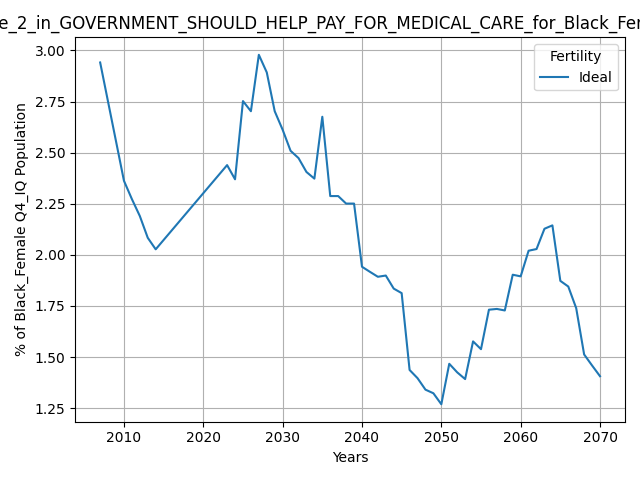 e_2_in_GOVERNMENT_SHOULD_HELP_PAY_FOR_MEDICAL_CARE_for_Black_Fem
Fertility
Ideal
3.00
2.75
2.50
2.25
2.00
1.75
1.50
1.25
% of Black_Female Q4_IQ Population
2010 2020 2030 2040 2050 2060 2070
Years